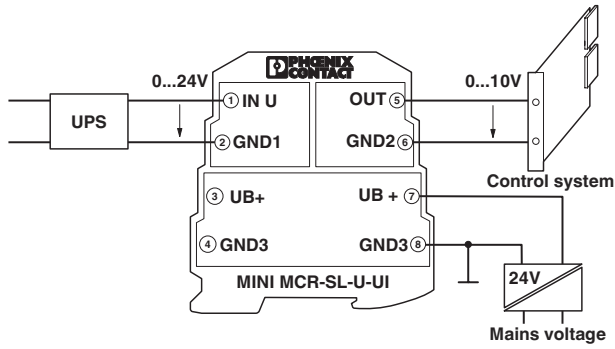 PHŒNIX
CONTACT
0...24V
0...10V
1 IN U
OUT 5
UPS
2 GND1
GND2 6
Control system
3 UB+
UB + 7
4 GND3
GND3 8
24V
MINI MCR-SL-U-UI
Mains voltage